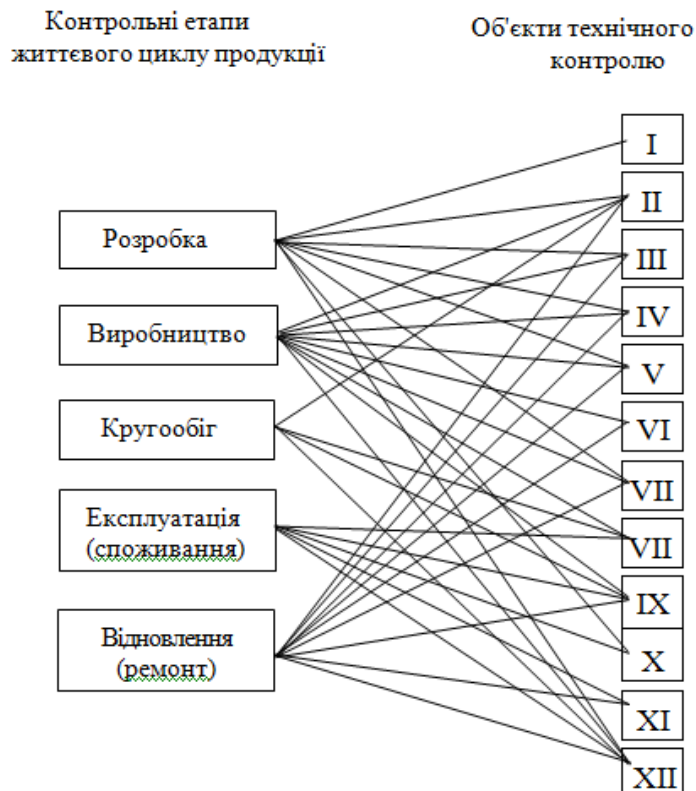 Контрольні етапи
життєвого циклу продукції
Об'єкти технічного
контролю
Розробка
Виробництво
Кругообіг
Експлуатація
(споживання)
Відновлення
(ремонт)
I
II
III
IV
V
VI
VII
VII
IX
X
XI
XII